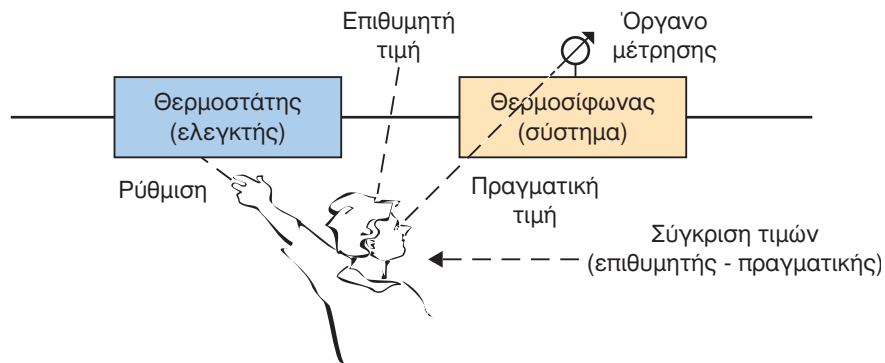 Επιθυμητή
τιμή
Όργανο
μέτρησης
Θερμοστάτης
(ελεγκτής)
Θερμοσίφωνας
(σύστημα)
Ρύθμιση
Πραγματική
τιμή
Σύγκριση τιμών
(επιθυμητής - πραγματικής)